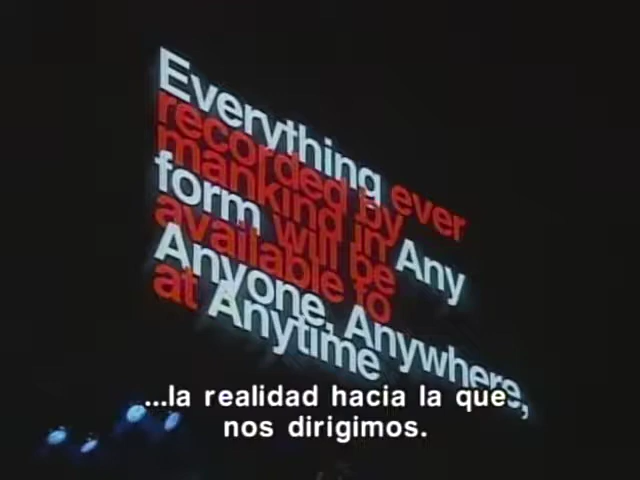 Everything ever
recorded by
mankind in Any
form will be
available to
Anyone, Anywhere,
at Anytime
...la realidad hacia la que
nos dirigimos.